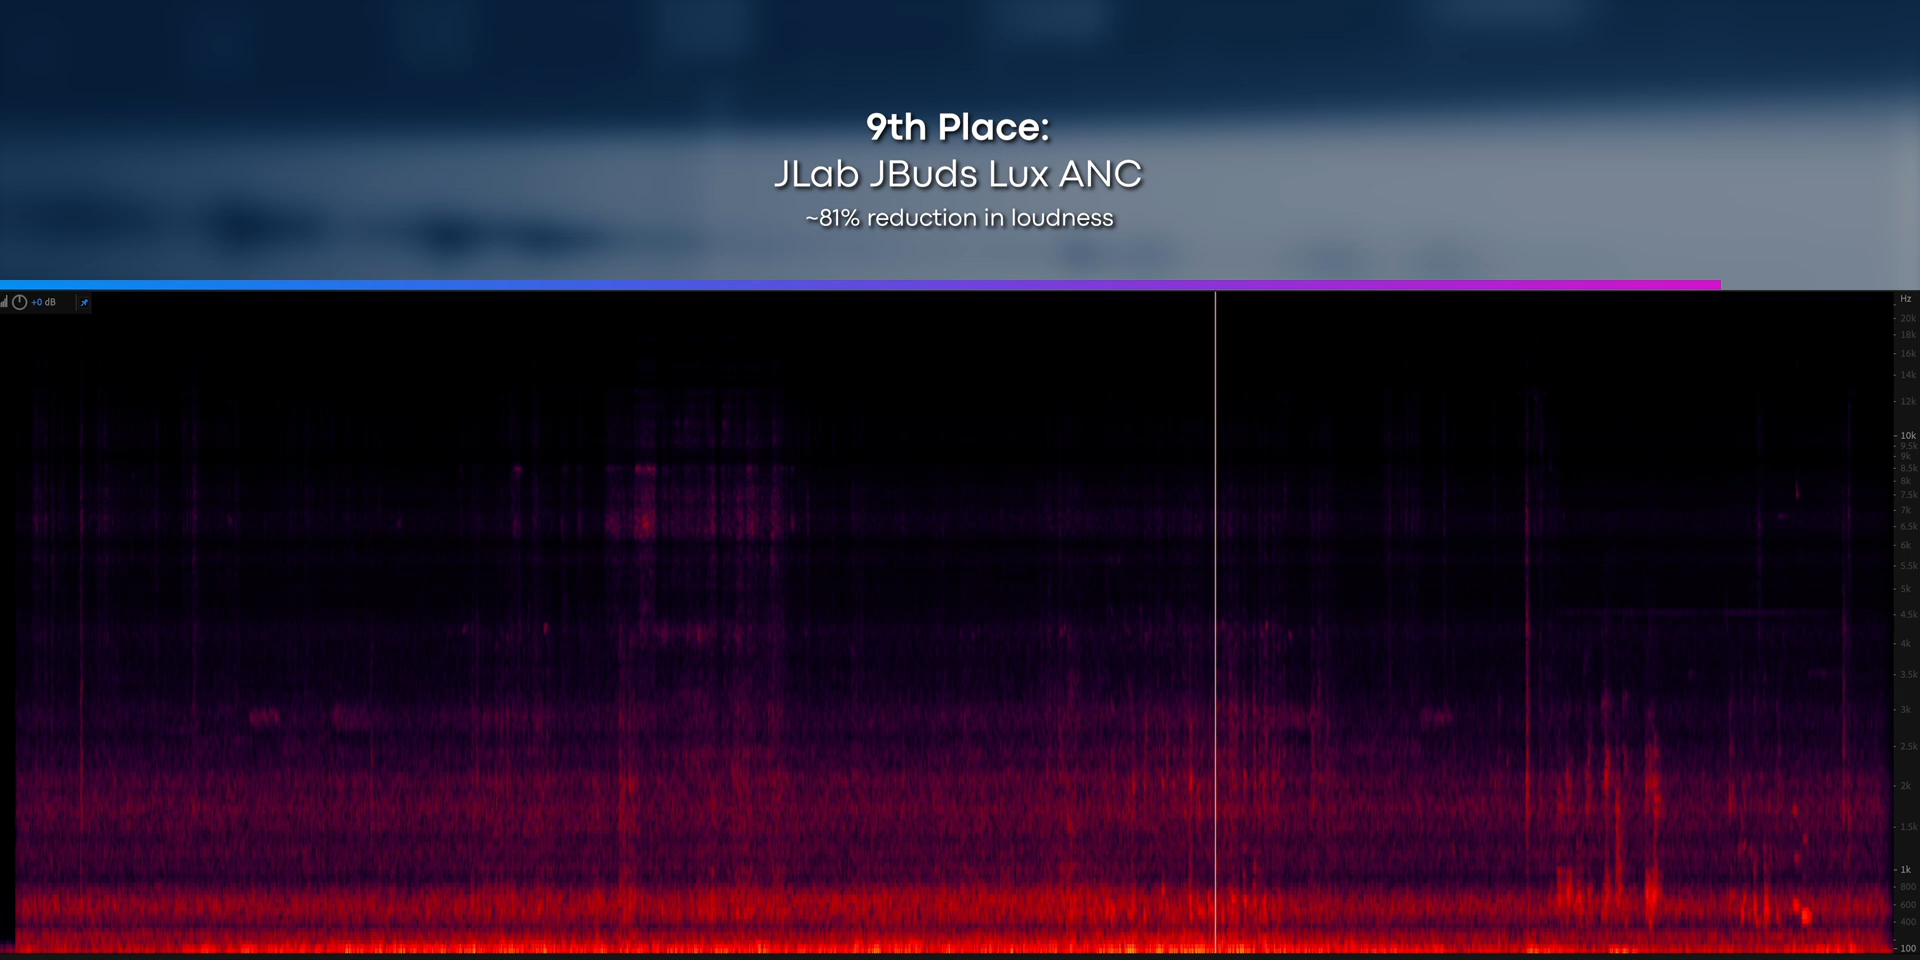 9th Place:
JLab JBuds Lux ANC
~81% reduction in loudness
+0 dB
Hz
20k
18k
16k
14k
12k
10k
9.5k
9k
8.5k
8k
7.5k
7k
6.5k
6k
5.5k
5k
4.5k
4k
3.5k
3k
2.5k
2k
1.5k
1k
800
600
400
100